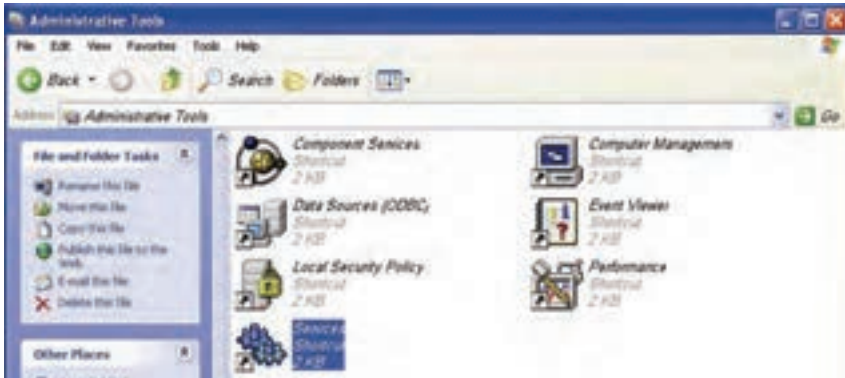 Administrative Tools
File Edit View Favorites Tools Help
Back Search Folders
Address Administrative Tools Go
File and Folder Tasks
Rename this file
Move this file
Copy this file
Publish this file to the
Web
E-mail this file
Delete this file
Other Places
Component Services
Shortcut
2 KB
Computer Management
Shortcut
2 KB
Data Sources (ODBC)
Shortcut
2 KB
Event Viewer
Shortcut
2 KB
Local Security Policy
Shortcut
2 KB
Performance
Shortcut
2 KB
Services
Shortcut
2 KB